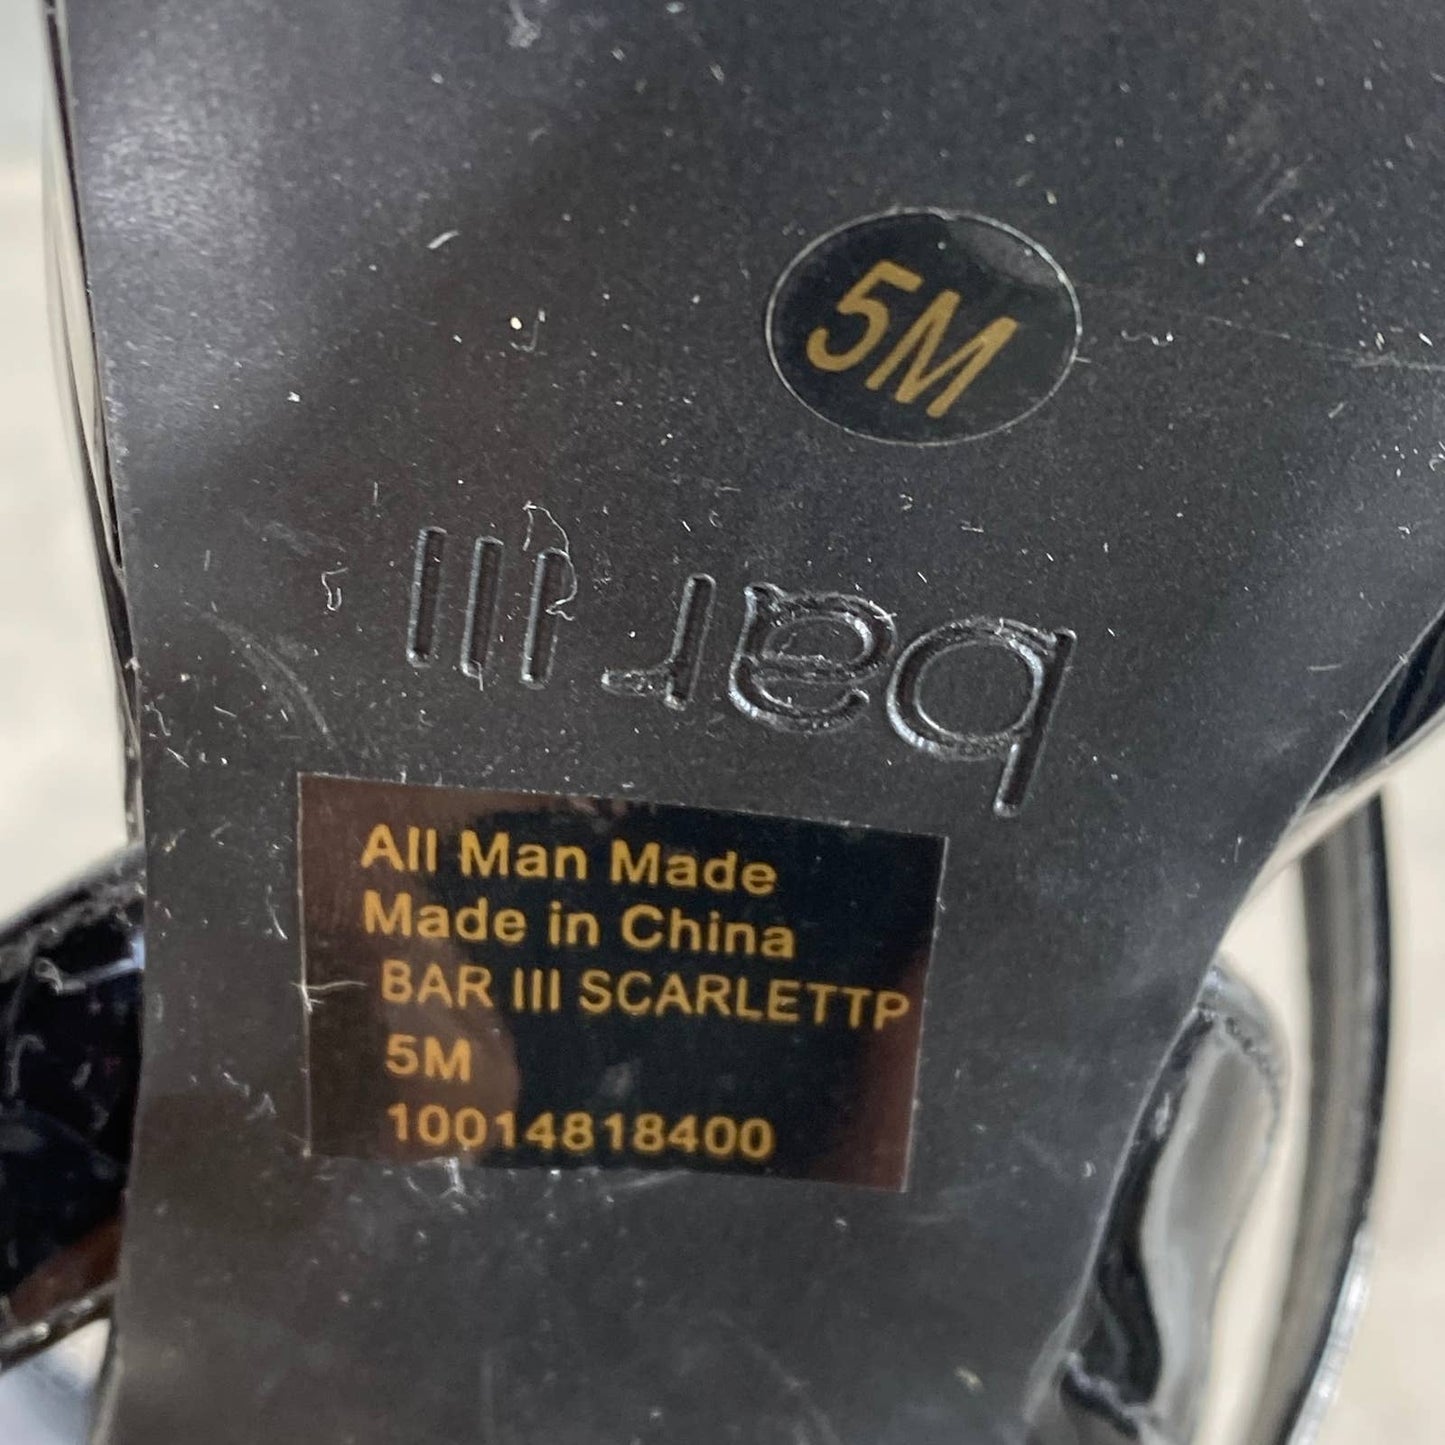 5M
bar III
All Man Made
Made in China
BAR III SCARLETTP
5M
10014818400